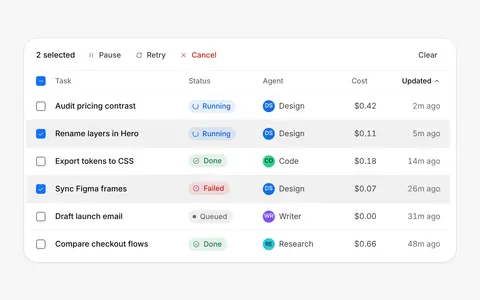 2 selected Pause Retry Cancel Clear
Task Status Agent Cost Updated
Audit pricing contrast Running DS Design $0.42 2m ago
Rename layers in Hero Running DS Design $0.11 5m ago
Export tokens to CSS Done CO Code $0.18 14m ago
Sync Figma frames Failed DS Design $0.07 26m ago
Draft launch email Queued WR Writer $0.00 31m ago
Compare checkout flows Done RE Research $0.66 48m ago